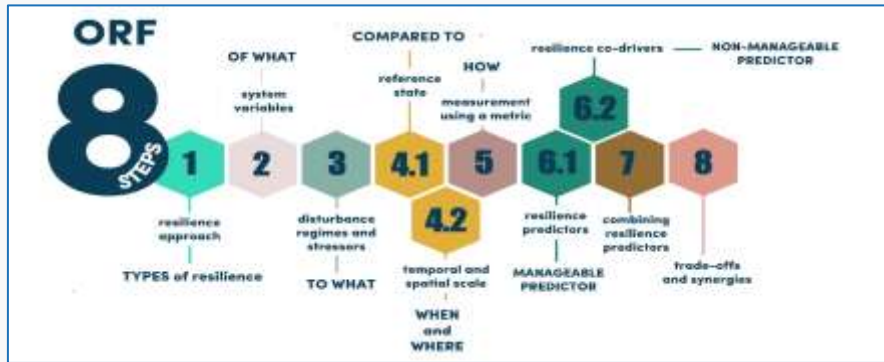 ORF
8
STEPS
1
resilience
approach
TYPES of resilience
OF WHAT
system
variables
2
3
disturbance
regimes and
stressors
TO WHAT
COMPARED TO
reference
state
4.1
4.2
temporal and
spatial scale
WHEN
and
WHERE
HOW
measurement
using a metric
5
6.1
resilience
predictors
MANAGEABLE
PREDICTOR
resilience co-drivers
NON-MANAGEABLE
PREDICTOR
6.2
7
combining
resilience
predictors
8
trade-offs
and synergies